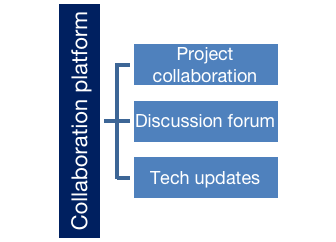 Collaboration platform
Project
collaboration
Discussion forum
Tech updates